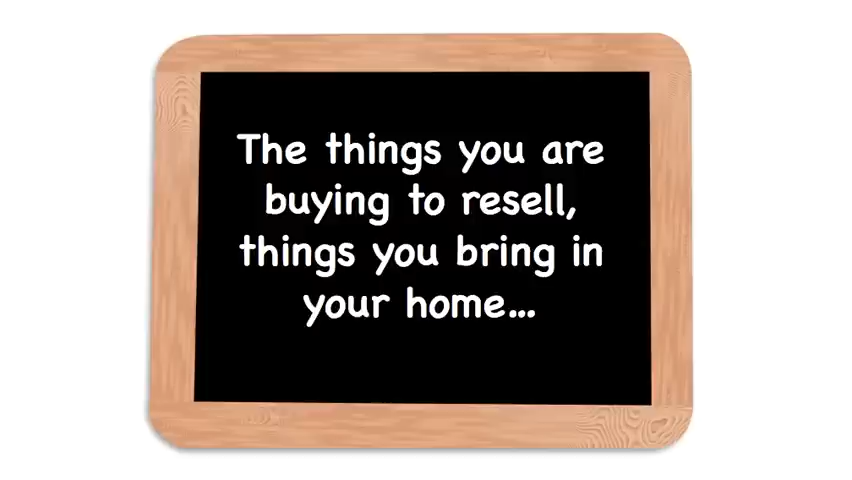 The things you are
buying to resell,
things you bring in
your home...